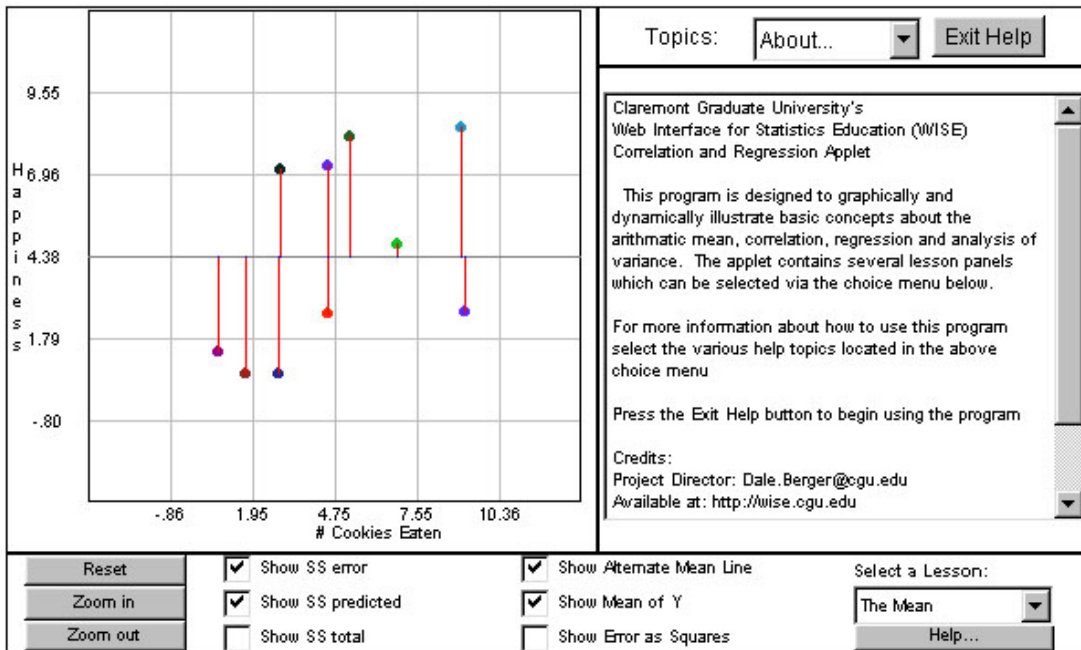 Topics:
About...
Exit Help
9.55
6.96
4.38
1.79
-.80
Happiness
-.86
1.95
4.75
7.55
10.36
# Cookies Eaten
Claremont Graduate University's
Web Interface for Statistics Education (WISE)
Correlation and Regression Applet
This program is designed to graphically and
dynamically illustrate basic concepts about the
arithmatic mean, correlation, regression and analysis of
variance. The applet contains several lesson panels
which can be selected via the choice menu below.
For more information about how to use this program
select the various help topics located in the above
choice menu
Press the Exit Help button to begin using the program
Credits:
Project Director: Dale.Berger@cgu.edu
Available at: http://wise.cgu.edu
Reset
Show SS error
Show Alternate Mean Line
Select a Lesson:
Zoom in
Show SS predicted
Show Mean of Y
The Mean
Zoom out
Show SS total
Show Error as Squares
Help...